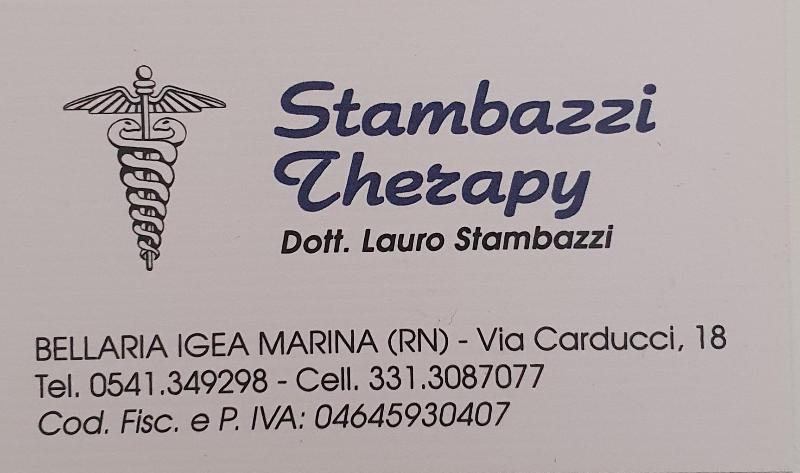 Stambazzi
Therapy
Dott. Lauro Stambazzi
BELLARIA IGEA MARINA (RN) - Via Carducci, 18
Tel. 0541.349298 - Cell. 331.3087077
Cod. Fisc. e P. IVA: 04645930407